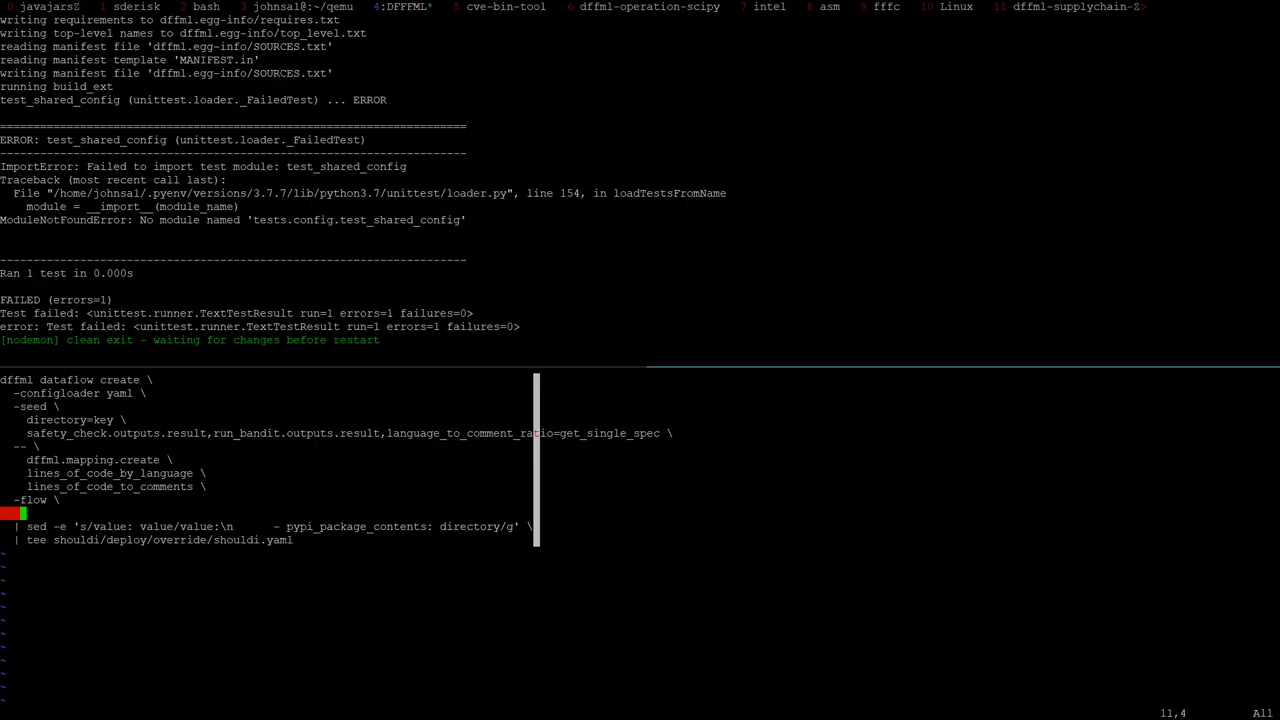 0 javajarsZ  1 sderisk  2 bash  3 johnsa1@:~/qemu  4:DFFFML*  5 cve-bin-tool  6 dffml-operation-scipy  7 intel  8 asm  9 fffc  10 Linux  11 dffml-supplychain-Z>
writing requirements to dffml.egg-info/requires.txt
writing top-level names to dffml.egg-info/top_level.txt
reading manifest file 'dffml.egg-info/SOURCES.txt'
reading manifest template 'MANIFEST.in'
writing manifest file 'dffml.egg-info/SOURCES.txt'
running build_ext
test_shared_config (unittest.loader._FailedTest) ... ERROR
======================================================================
ERROR: test_shared_config (unittest.loader._FailedTest)
----------------------------------------------------------------------
ImportError: Failed to import test module: test_shared_config
Traceback (most recent call last):
  File "/home/johnsa1/.pyenv/versions/3.7.7/lib/python3.7/unittest/loader.py", line 154, in loadTestsFromName
    module = __import__(module_name)
ModuleNotFoundError: No module named 'tests.config.test_shared_config'
----------------------------------------------------------------------
Ran 1 test in 0.000s
FAILED (errors=1)
Test failed: <unittest.runner.TextTestResult run=1 errors=1 failures=0>
error: Test failed: <unittest.runner.TextTestResult run=1 errors=1 failures=0>
[nodemon] clean exit - waiting for changes before restart
dffml dataflow create \
  -configloader yaml \
  -seed \
    directory=key \
    safety_check.outputs.result,run_bandit.outputs.result,language_to_comment_ratio=get_single_spec \
  -- \
    dffml.mapping.create \
    lines_of_code_by_language \
    lines_of_code_to_comments \
  -flow \
  | sed -e 's/value: value/value:\n      - pypi_package_contents: directory/g' \
  | tee shouldi/deploy/override/shouldi.yaml
~
~
~
~
~
~
~
~
~
~
~
~
11,4  All